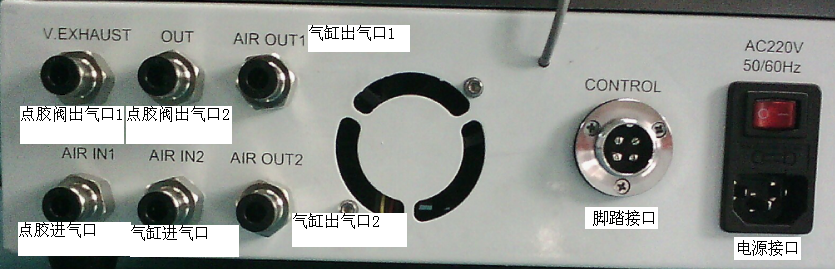 V.EXHAUST
OUT
AIR OUT1
气缸出气口1
点胶阀出气口1
点胶阀出气口2
AIR IN1
AIR IN2
AIR OUT2
点胶进气口
气缸进气口
气缸出气口2
CONTROL
脚踏接口
AC220V
50/60Hz
电源接口